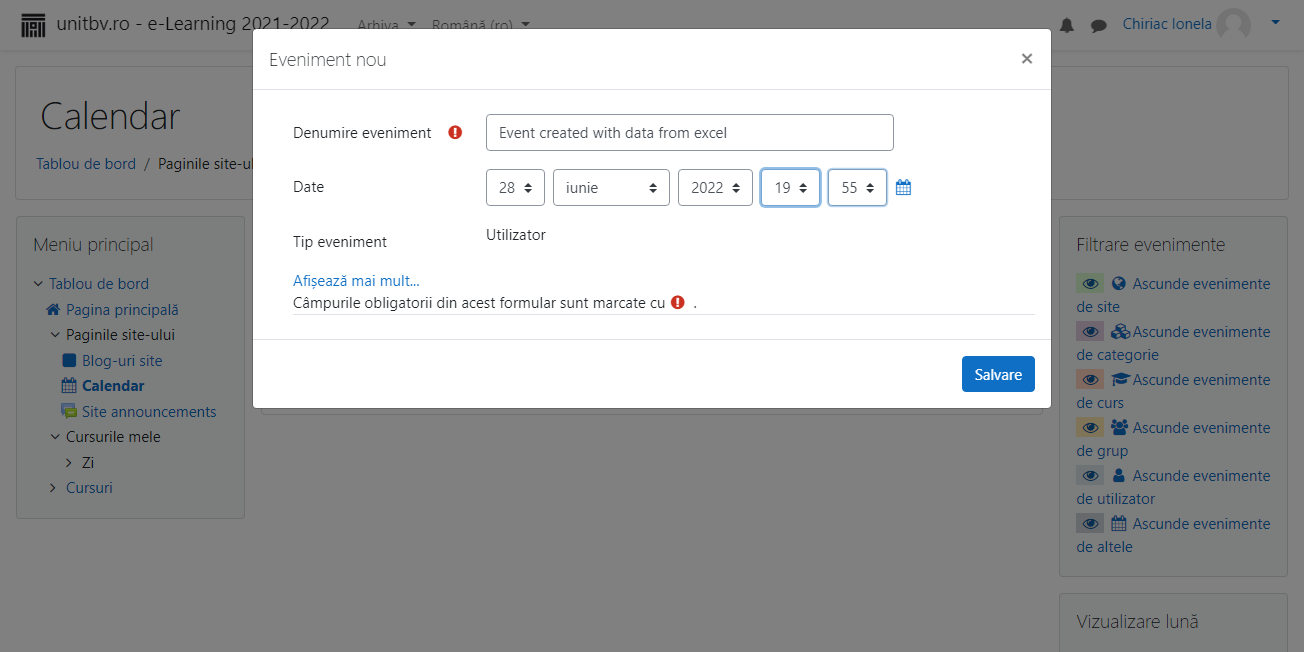 unitbv.ro - e-Learning 2021-2022
Arhiva
Română (ro)
Chiriac Ionela
Calendar
Tablou de bord / Paginile site-ul
Eveniment nou
×
Denumire eveniment
Event created with data from excel
Date
28 iunie 2022 19 55
Tip eveniment
Utilizator
Afișează mai mult...
Câmpurile obligatorii din acest formular sunt marcate cu .
Salvare
Meniu principal
Tablou de bord
Pagina principală
Paginile site-ului
Blog-uri site
Calendar
Site announcements
Cursurile mele
Zi
Cursuri
Filtrare evenimente
Ascunde evenimente
de site
Ascunde evenimente
de categorie
Ascunde evenimente
de curs
Ascunde evenimente
de grup
Ascunde evenimente
de utilizator
Ascunde evenimente
de altele
Vizualizare lună